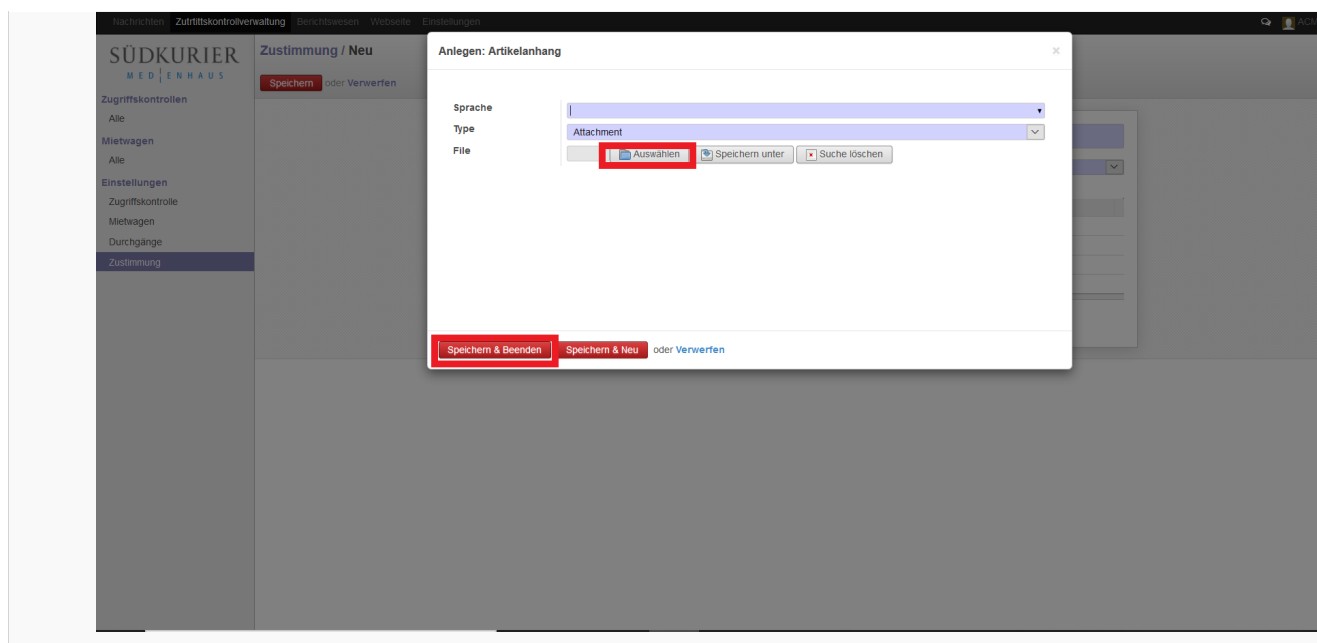 Nachrichten Zutrtittskontrollverwaltung Berichtswesen Webseite Einstellungen
SÜDKURIER
MEDIENHAUS
Zustimmung / Neu
Speichern oder Verwerfen
Zugriffskontrollen
Alle
Mietwagen
Alle
Einstellungen
Zugriffskontrolle
Mietwagen
Durchgänge
Zustimmung
Anlegen: Artikelanhang
×
Sprache
Type Attachment
File Auswählen Speichern unter Suche löschen
Speichern & Beenden Speichern & Neu oder Verwerfen